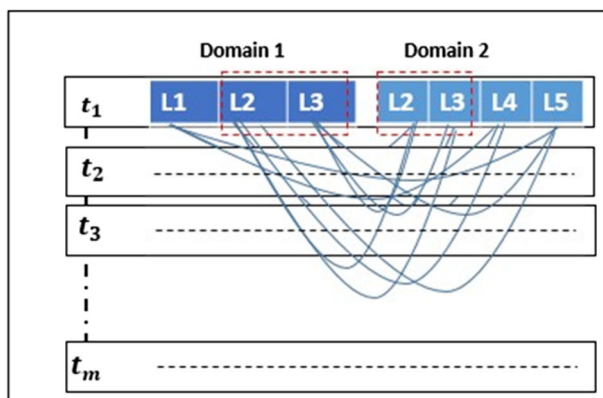 Domain 1 Domain 2
t₁ L1 L2 L3 L2 L3 L4 L5
t₂
t₃
tₘ